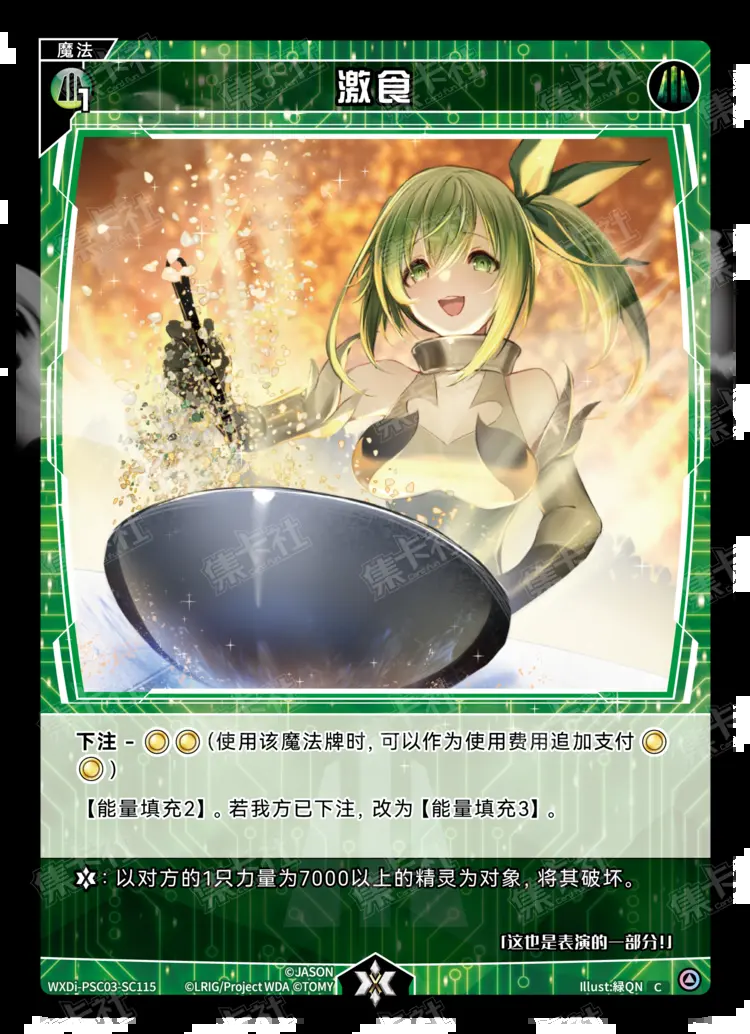 魔法
1
激食
下注 - (使用该魔法牌时, 可以作为使用费用追加支付
)
【能量填充2】。若我方已下注, 改为【能量填充3】。
: 以对方的1只力量为7000以上的精灵为对象, 将其破坏。
「这也是表演的一部分!」
©JASON
WXDi-PSC03-SC115 ©LRIG/Project WDA ©TOMY Illust:緑QN C
集卡社